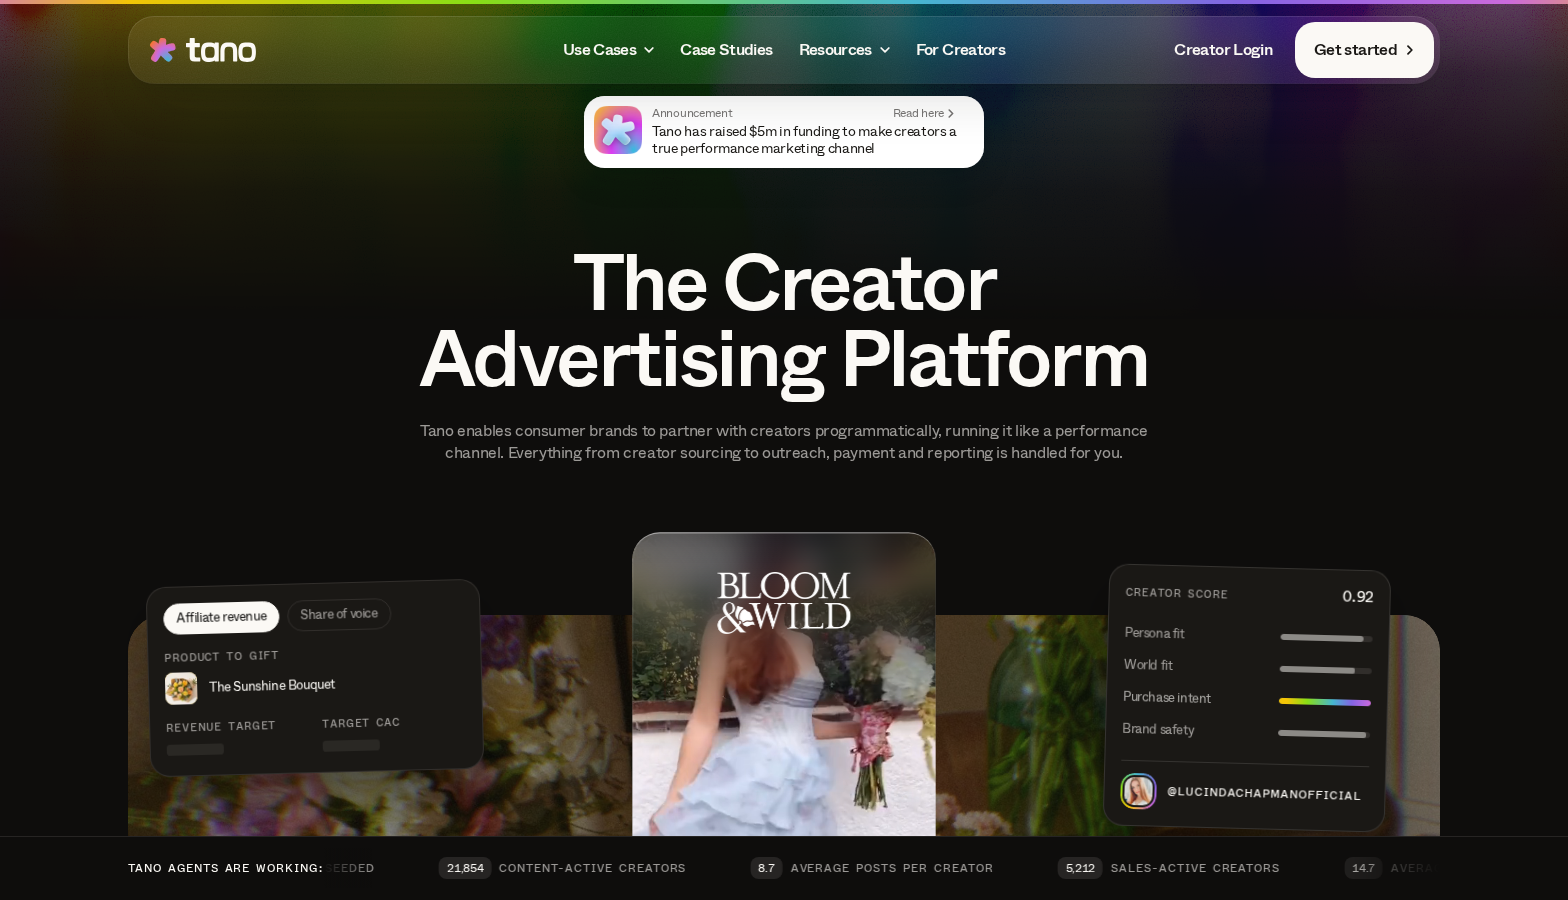 tano
Use Cases
Case Studies
Resources
For Creators
Creator Login
Get started
Announcement
Read here
Tano has raised $5m in funding to make creators a
true performance marketing channel
The Creator
Advertising Platform
Tano enables consumer brands to partner with creators programmatically, running it like a performance
channel. Everything from creator sourcing to outreach, payment and reporting is handled for you.
Affiliate revenue
Share of voice
PRODUCT TO GIFT
The Sunshine Bouquet
REVENUE TARGET
TARGET CAC
BLOOM
&WILD
CREATOR SCORE
0.92
Persona fit
World fit
Purchase intent
Brand safety
@LUCINDACHAPMANOFFICIAL
TANO AGENTS ARE WORKING:
21,854 CONTENT-ACTIVE CREATORS
8.7 AVERAGE POSTS PER CREATOR
5,212 SALES-ACTIVE CREATORS
14.7